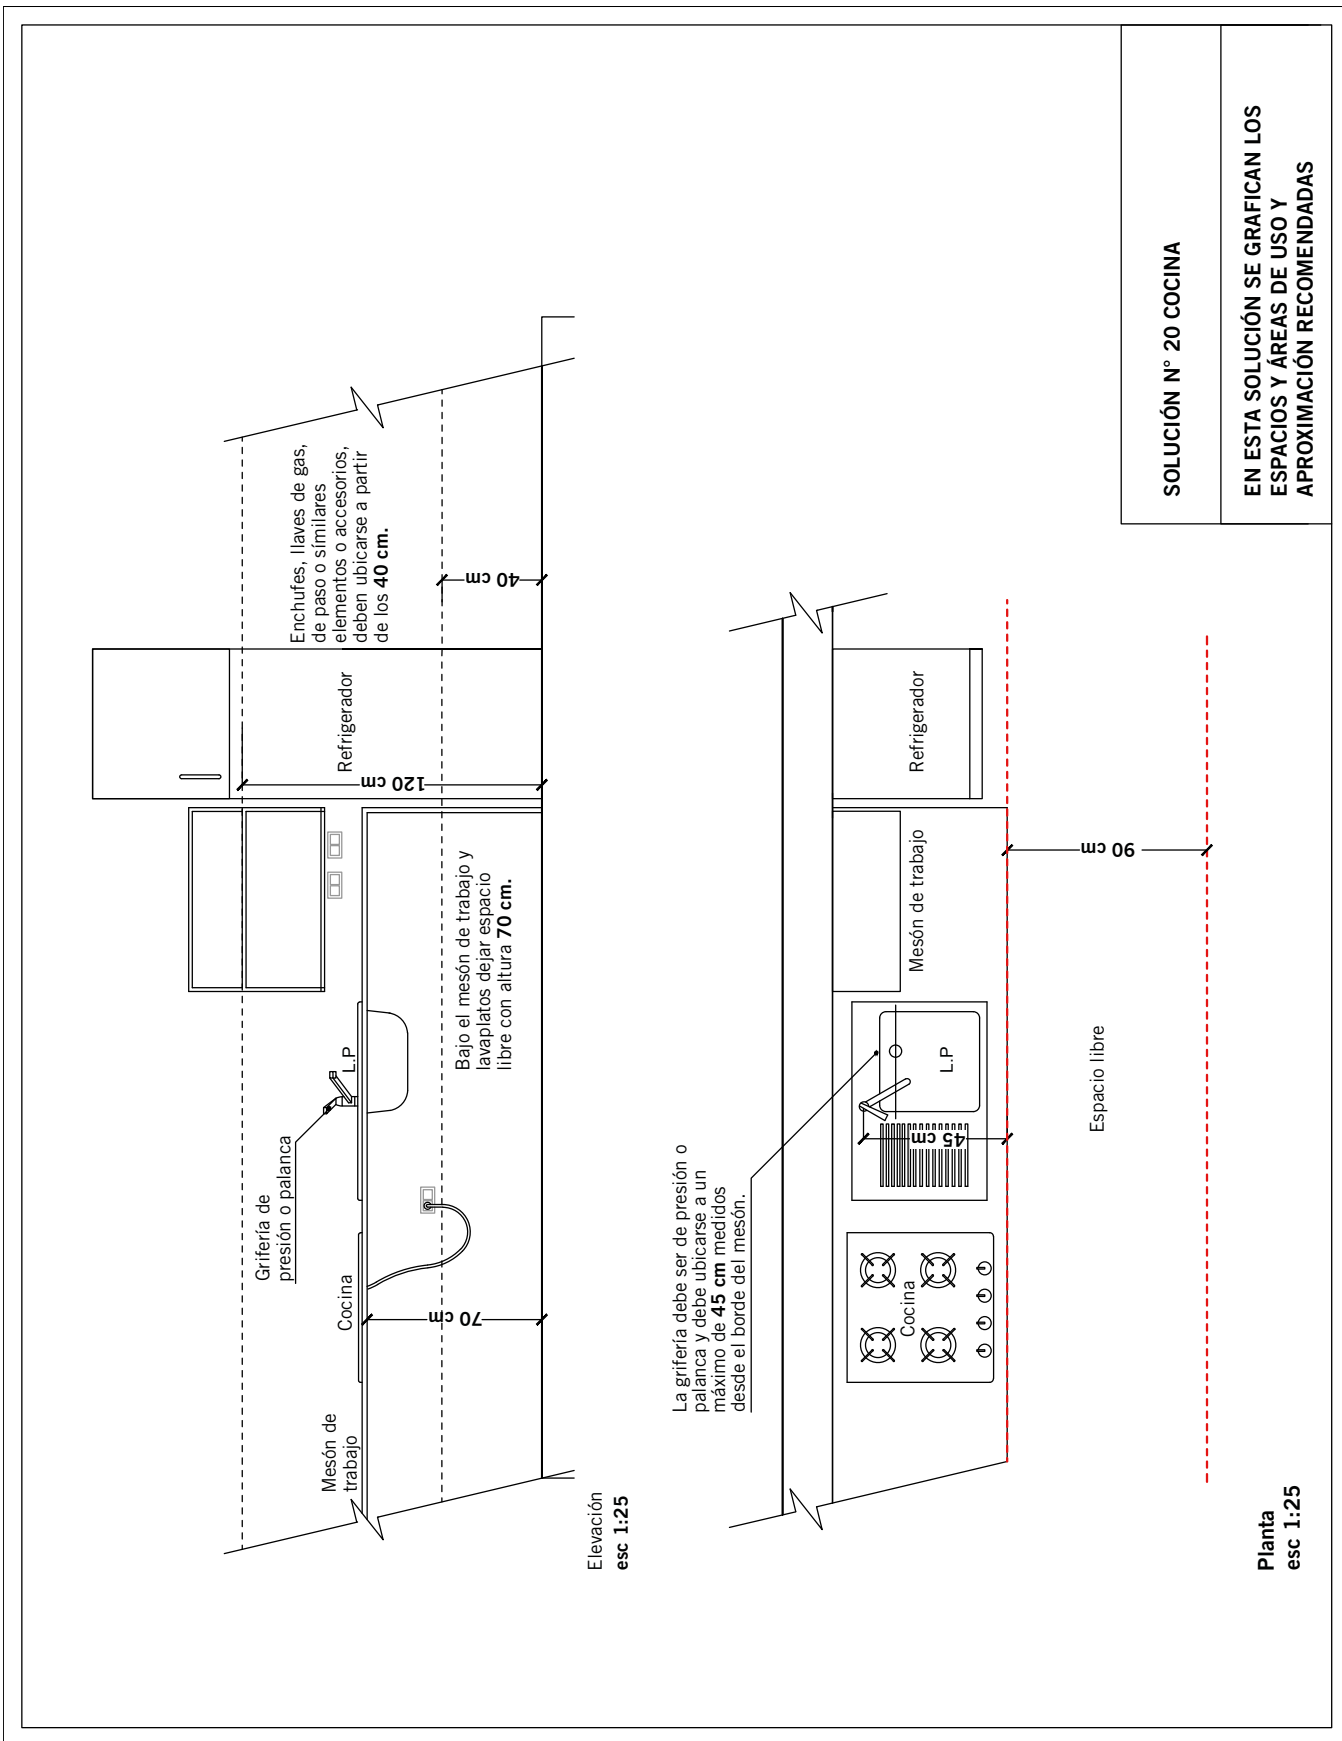 Grifería de
presión o palanca
Mesón de
trabajo
Cocina
L.P
Refrigerador
Enchufes, llaves de gas,
de paso o símilares
elementos o accesorios,
deben ubicarse a partir
de los 40 cm.
70 cm
120 cm
40 cm
Bajo el mesón de trabajo y
lavaplatos dejar espacio
libre con altura 70 cm.
Elevación
esc 1:25
La grifería debe ser de presión o
palanca y debe ubicarse a un
máximo de 45 cm medidos
desde el borde del mesón.
Cocina
45 cm
L.P
Mesón de trabajo
Refrigerador
90 cm
Espacio libre
Planta
esc 1:25
SOLUCIÓN N° 20 COCINA
EN ESTA SOLUCIÓN SE GRAFICAN LOS
ESPACIOS Y ÁREAS DE USO Y
APROXIMACIÓN RECOMENDADAS